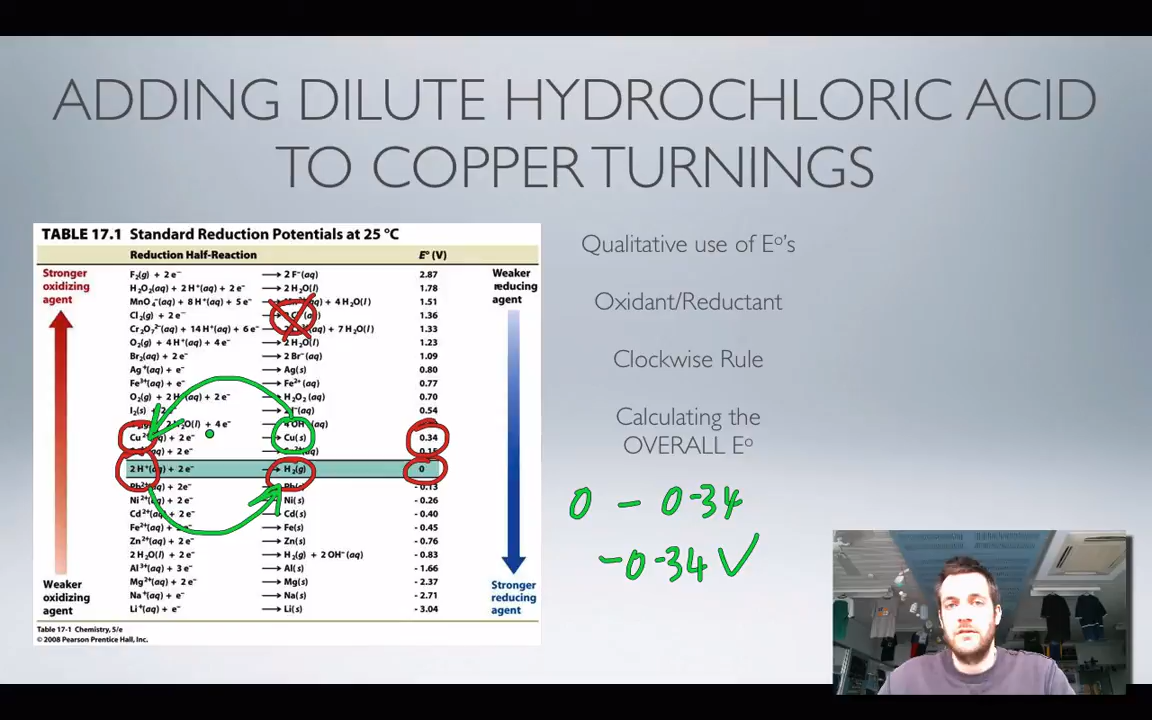 ADDING DILUTE HYDROCHLORIC ACID
TO COPPER TURNINGS
TABLE 17.1 Standard Reduction Potentials at 25 °C
Reduction Half-Reaction E° (V)
Stronger oxidizing agent
Weaker reducing agent
F₂(g) + 2 e⁻ → 2 F⁻(aq) 2.87
H₂O₂(aq) + 2 H⁺(aq) + 2 e⁻ → 2 H₂O(l) 1.78
MnO₄⁻(aq) + 8 H⁺(aq) + 5 e⁻ → (aq) + 4 H₂O(l) 1.51
Cl₂(g) + 2 e⁻ → (aq) 1.36
Cr₂O₇²⁻(aq) + 14 H⁺(aq) + 6 e⁻ → (aq) + 7 H₂O(l) 1.33
O₂(g) + 4 H⁺(aq) + 4 e⁻ → 2 H₂O(l) 1.23
Br₂(aq) + 2 e⁻ → 2 Br⁻(aq) 1.09
Ag⁺(aq) + e⁻ → Ag(s) 0.80
Fe³⁺(aq) + e⁻ → Fe²⁺(aq) 0.77
O₂(g) + 2 H⁺(aq) + 2 e⁻ → H₂O₂(aq) 0.70
I₂(s) + 2 e⁻ → (aq) 0.54
H₂O(l) + 4 e⁻ → 4 OH⁻(aq)
Cu²⁺(aq) + 2 e⁻ → Cu(s) 0.34
(aq) + 2 e⁻ → (aq) 0.15
2 H⁺(aq) + 2 e⁻ → H₂(g) 0
Pb²⁺(aq) + 2e⁻ → Pb(s) - 0.13
Ni²⁺(aq) + 2 e⁻ → Ni(s) - 0.26
Cd²⁺(aq) + 2 e⁻ → Cd(s) - 0.40
Fe²⁺(aq) + 2 e⁻ → Fe(s) - 0.45
Zn²⁺(aq) + 2 e⁻ → Zn(s) - 0.76
2 H₂O(l) + 2 e⁻ → H₂(g) + 2 OH⁻(aq) - 0.83
Al³⁺(aq) + 3 e⁻ → Al(s) - 1.66
Mg²⁺(aq) + 2 e⁻ → Mg(s) - 2.37
Na⁺(aq) + e⁻ → Na(s) - 2.71
Li⁺(aq) + e⁻ → Li(s) - 3.04
Weaker oxidizing agent
Stronger reducing agent
Table 17-1 Chemistry, 5/e
© 2008 Pearson Prentice Hall, Inc.
Qualitative use of E°'s
Oxidant/Reductant
Clockwise Rule
Calculating the
OVERALL E°
0 - 0.34
-0.34 V